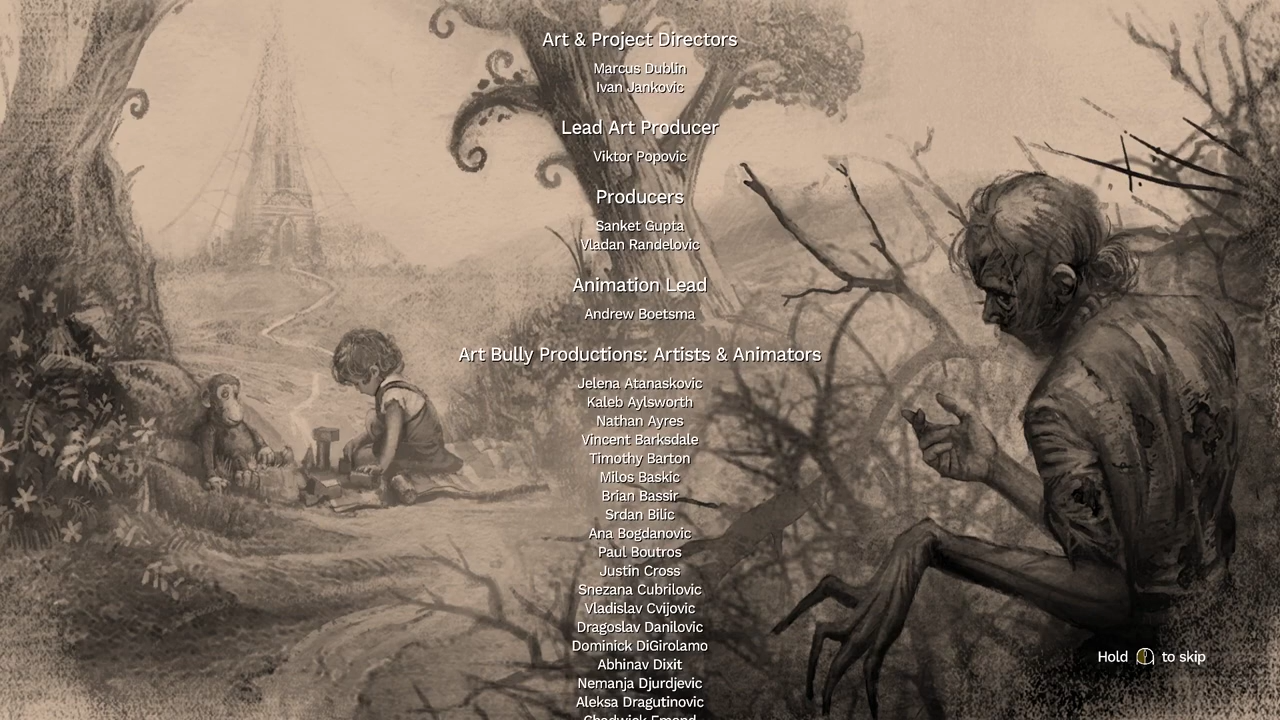 Art & Project Directors
Marcus Dublin
Ivan Jankovic
Lead Art Producer
Viktor Popovic
Producers
Sanket Gupta
Vladan Randelovic
Animation Lead
Andrew Boetsma
Art Bully Productions: Artists & Animators
Jelena Atanaskovic
Kaleb Aylsworth
Nathan Ayres
Vincent Barksdale
Timothy Barton
Milos Baskic
Brian Bassir
Srdan Bilic
Ana Bogdanovic
Paul Boutros
Justin Cross
Snezana Cubrilovic
Vladislav Cvijovic
Dragoslav Danilovic
Dominick DiGirolamo
Abhinav Dixit
Nemanja Djurdjevic
Aleksa Dragutinovic
Chadwick Emond
Hold to skip